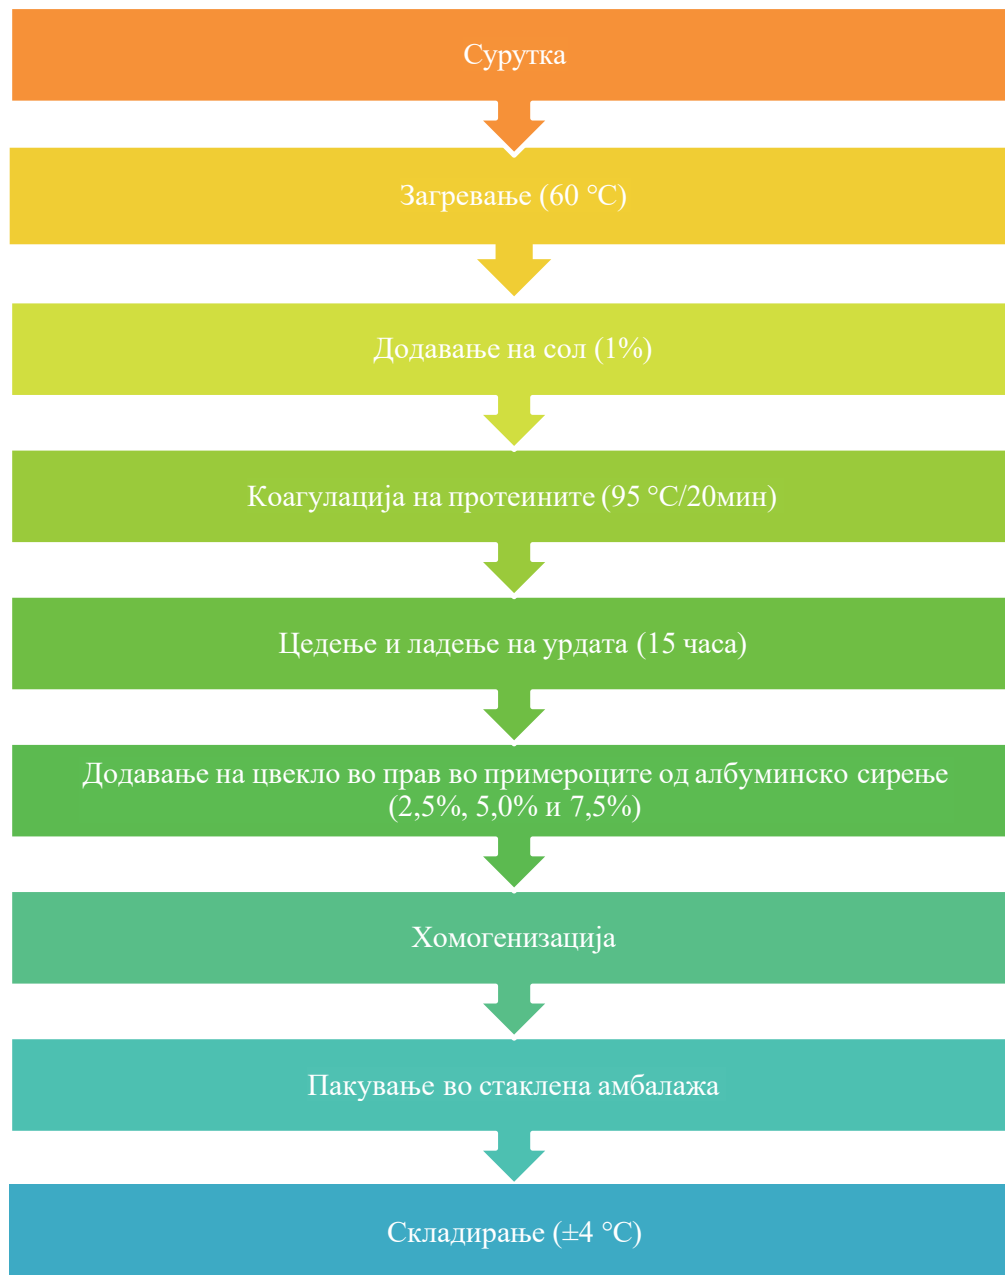 Сурутка
Загревање (60 °C)
Додавање на сол (1%)
Коагулација на протеините (95 °C/20мин)
Цедење и ладење на урдата (15 часа)
Додавање на цвекло во прав во примероците од албуминско сирење
(2,5%, 5,0% и 7,5%)
Хомогенизација
Пакување во стаклена амбалажа
Складирање (±4 °C)